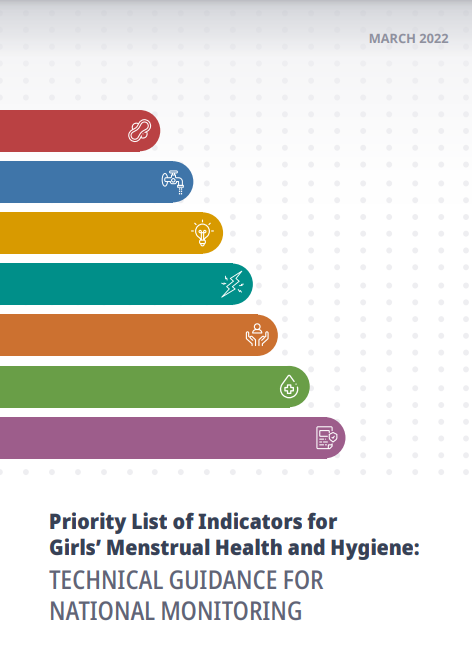 MARCH 2022
Priority List of Indicators for
Girls’ Menstrual Health and Hygiene:
TECHNICAL GUIDANCE FOR
NATIONAL MONITORING